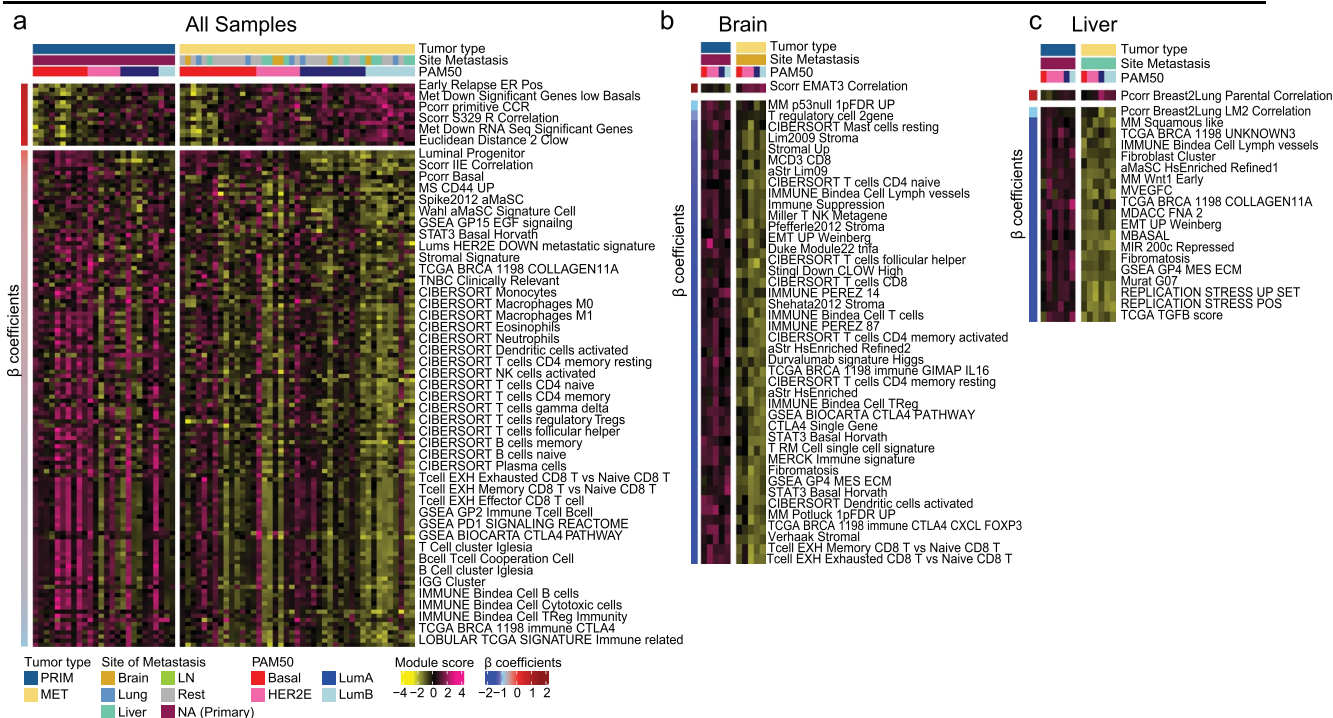 a
All Samples
Tumor type
Site Metastasis
PAM50
Early Relapse ER Pos
Met Down Significant Genes low Basals
Pcorr primitive CCR
Scorr S329 R Correlation
Met Down RNA Seq Significant Genes
Euclidean Distance 2 Clow
Luminal Progenitor
Scorr IIE Correlation
Pcorr Basal
MS CD44 UP
Spike2012 aMaSC
Wahl aMaSC Signature Cell
GSEA GP15 EGF signailng
STAT3 Basal Horvath
Lums HER2E DOWN metastatic signature
Stromal Signature
TCGA BRCA 1198 COLLAGEN11A
TNBC Clinically Relevant
CIBERSORT Monocytes
CIBERSORT Macrophages M0
CIBERSORT Macrophages M1
CIBERSORT Eosinophils
CIBERSORT Neutrophils
CIBERSORT Dendritic cells activated
CIBERSORT T cells CD4 memory resting
CIBERSORT NK cells activated
CIBERSORT T cells CD4 naive
CIBERSORT T cells CD4 memory
CIBERSORT T cells gamma delta
CIBERSORT T cells regulatory Tregs
CIBERSORT T cells follicular helper
CIBERSORT B cells memory
CIBERSORT B cells naive
CIBERSORT Plasma cells
Tcell EXH Exhausted CD8 T vs Naive CD8 T
Tcell EXH Memory CD8 T vs Naive CD8 T
Tcell EXH Effector CD8 T cell
GSEA GP2 Immune Tcell Bcell
GSEA PD1 SIGNALING REACTOME
GSEA BIOCARTA CTLA4 PATHWAY
T Cell cluster Iglesia
Bcell Tcell Cooperation Cell
B Cell cluster Iglesia
IGG Cluster
IMMUNE Bindea Cell B cells
IMMUNE Bindea Cell Cytotoxic cells
IMMUNE Bindea Cell TReg Immunity
TCGA BRCA 1198 immune CTLA4
LOBULAR TCGA SIGNATURE Immune related
β coefficients
b
Brain
Tumor type
Site Metastasis
PAM50
Scorr EMAT3 Correlation
MM p53null 1pFDR UP
T regulatory cell 2gene
CIBERSORT Mast cells resting
Lim2009 Stroma
Stromal Up
MCD3 CD8
aStr Lim09
CIBERSORT T cells CD4 naive
IMMUNE Bindea Cell Lymph vessels
Immune Suppression
Miller T NK Metagene
Pfefferle2012 Stroma
EMT UP Weinberg
Duke Module22 tnfa
CIBERSORT T cells follicular helper
Stingl Down CLOW High
CIBERSORT T cells CD8
IMMUNE PEREZ 14
Shehata2012 Stroma
IMMUNE Bindea Cell T cells
IMMUNE PEREZ 87
CIBERSORT T cells CD4 memory activated
aStr HsEnriched Refined2
Durvalumab signature Higgs
TCGA BRCA 1198 immune GIMAP IL16
CIBERSORT T cells CD4 memory resting
aStr HsEnriched
IMMUNE Bindea Cell TReg
GSEA BIOCARTA CTLA4 PATHWAY
CTLA4 Single Gene
STAT3 Basal Horvath
T RM Cell single cell signature
MERCK Immune signature
Fibromatosis
GSEA GP4 MES ECM
STAT3 Basal Horvath
CIBERSORT Dendritic cells activated
MM Potluck 1pFDR UP
TCGA BRCA 1198 immune CTLA4 CXCL FOXP3
Verhaak Stromal
Tcell EXH Memory CD8 T vs Naive CD8 T
Tcell EXH Exhausted CD8 T vs Naive CD8 T
β coefficients
c
Liver
Tumor type
Site Metastasis
PAM50
Pcorr Breast2Lung Parental Correlation
Pcorr Breast2Lung LM2 Correlation
MM Squamous like
TCGA BRCA 1198 UNKNOWN3
IMMUNE Bindea Cell Lymph vessels
Fibroblast Cluster
aMaSC HsEnriched Refined1
MM Wnt1 Early
MVEGFC
TCGA BRCA 1198 COLLAGEN11A
MDACC FNA 2
EMT UP Weinberg
MBASAL
MIR 200c Repressed
Fibromatosis
GSEA GP4 MES ECM
Murat G07
REPLICATION STRESS UP SET
REPLICATION STRESS POS
TCGA TGFB score
β coefficients
Tumor type
PRIM
MET
Site of Metastasis
Brain
Lung
Liver
LN
Rest
NA (Primary)
PAM50
Basal
HER2E
LumA
LumB
Module score
−4 −2 0 2 4
β coefficients
−2−1 0 1 2